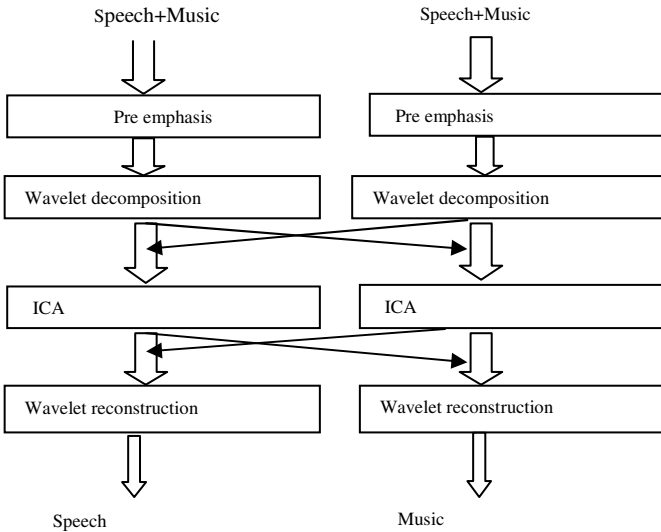 Speech+Music
Speech+Music
Pre emphasis
Pre emphasis
Wavelet decomposition
Wavelet decomposition
ICA
ICA
Wavelet reconstruction
Wavelet reconstruction
Speech
Music